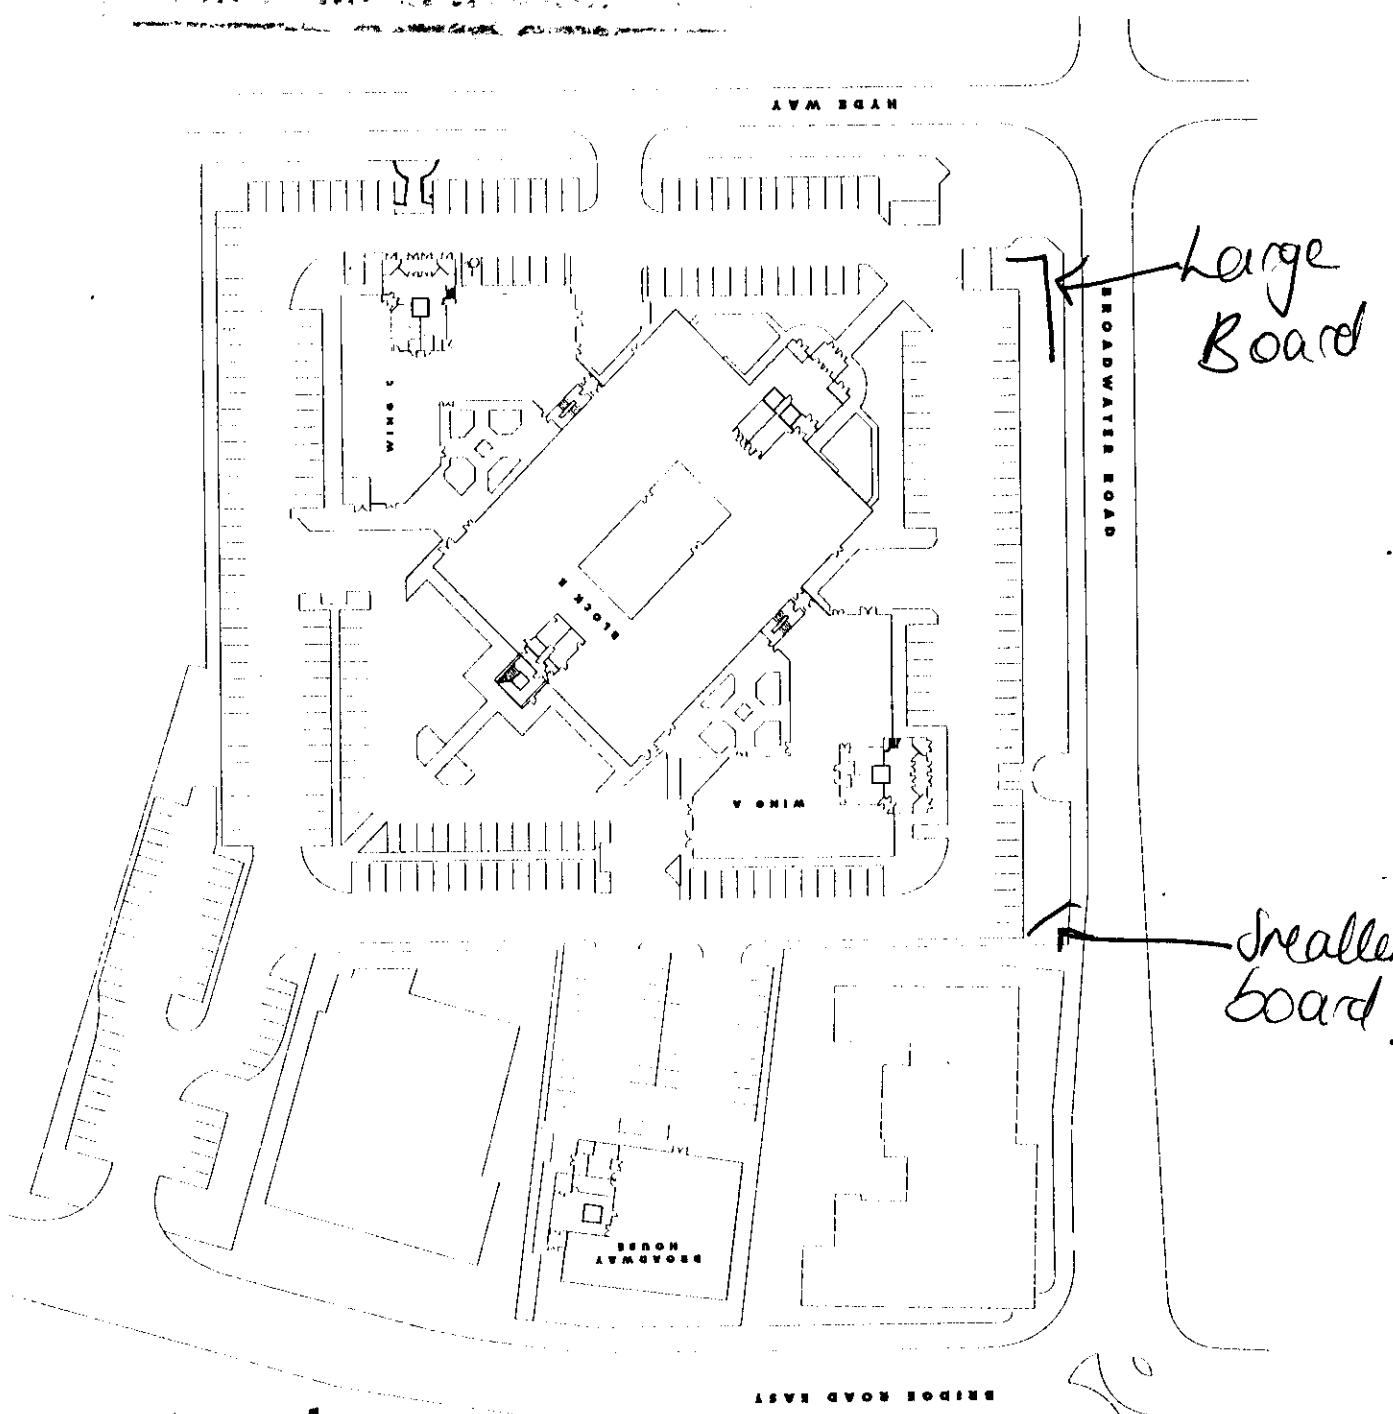 HYDE WAY
Large
Board
BROADWATER ROAD
WING C
BLOCK B
WING A
Smaller
board.
BROADWAY
HOUSE
BRIDGE ROAD EAST